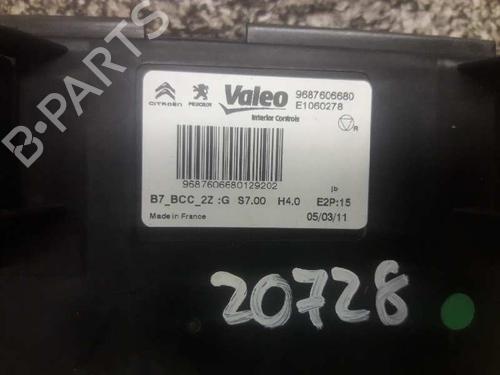 B-PARTS
CITROËN PEUGEOT Valeo 9687606680
E1060278
Interior Controls
R
9687606680129202
jb
B7_BCC_2Z :G S7.00 H4.0 E2P:15
Made in France 05/03/11
20728